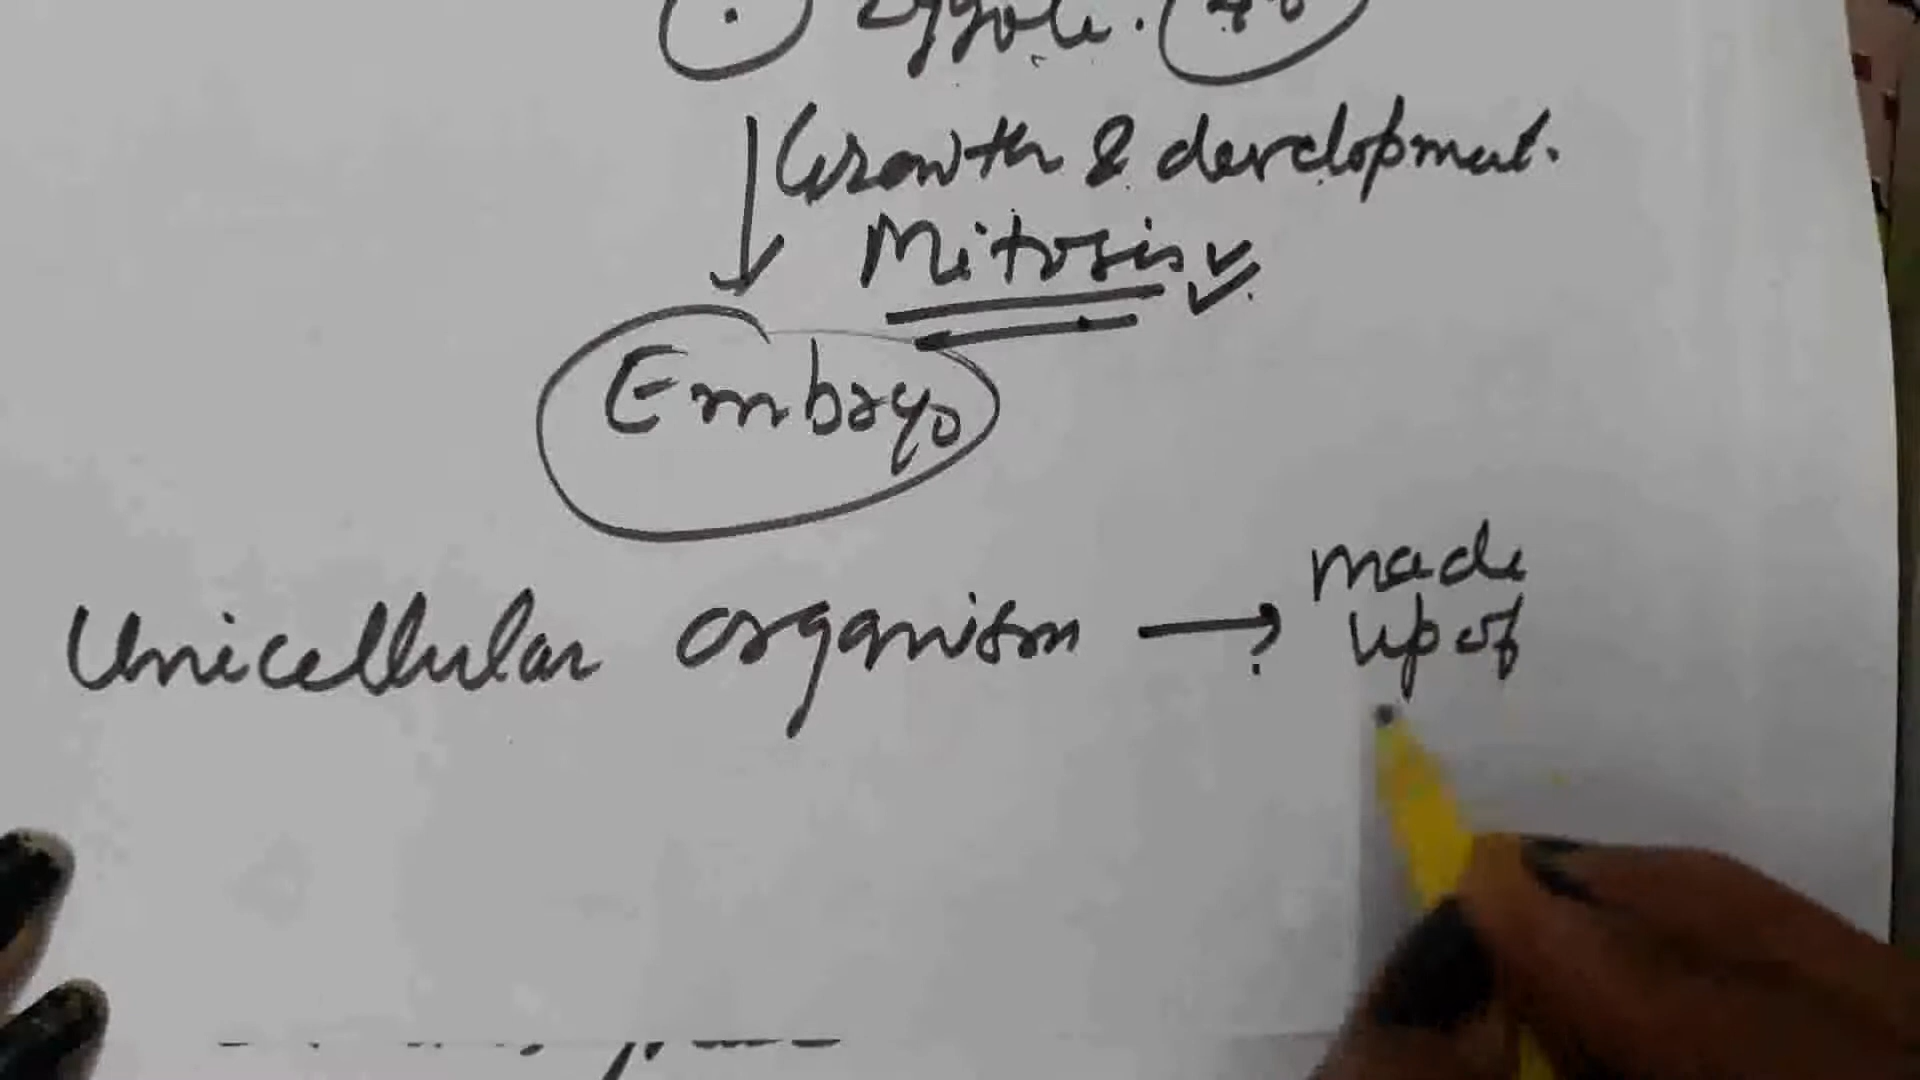 Zygote.
Growth & development.
Mitosis
Embryo
Unicellular organism → made
up of